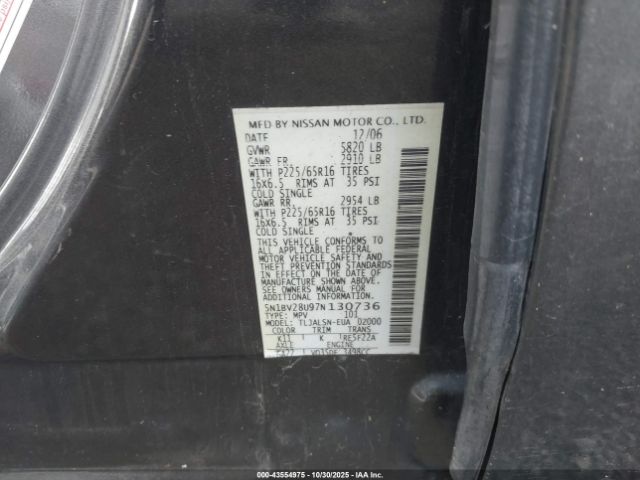 MFD BY NISSAN MOTOR CO., LTD.
DATE 12/06
GVWR 5820 LB
GAWR FR. 2910 LB
WITH P225/65R16 TIRES
16X6.5 RIMS AT 35 PSI
COLD SINGLE
GAWR RR. 2954 LB
WITH P225/65R16 TIRES
16X6.5 RIMS AT 35 PSI
COLD SINGLE
THIS VEHICLE CONFORMS TO
ALL APPLICABLE FEDERAL
MOTOR VEHICLE SAFETY AND
THEFT PREVENTION STANDARDS
IN EFFECT ON THE DATE OF
MANUFACTURE SHOWN ABOVE.
SEE OWNERS MANUAL FOR
ADDITIONAL INFORMATION
5N1BV28U97N130736
TYPE: MPV 101
MODEL: TLJALSN-EUA 02000
COLOR TRIM TRANS
K11 K RE5F22A
AXLE ENGINE
VQ35DE 3498CC
00-43554975 | 10/30/2025 | IAA Inc.